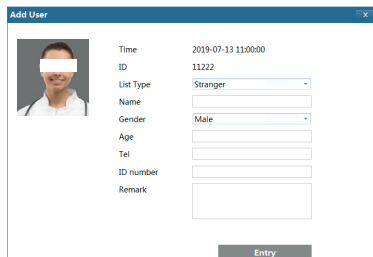 Add User x
Time 2019-07-13 11:00:00
ID 11222
List Type Stranger
Name
Gender Male
Age
Tel
ID number
Remark
Entry